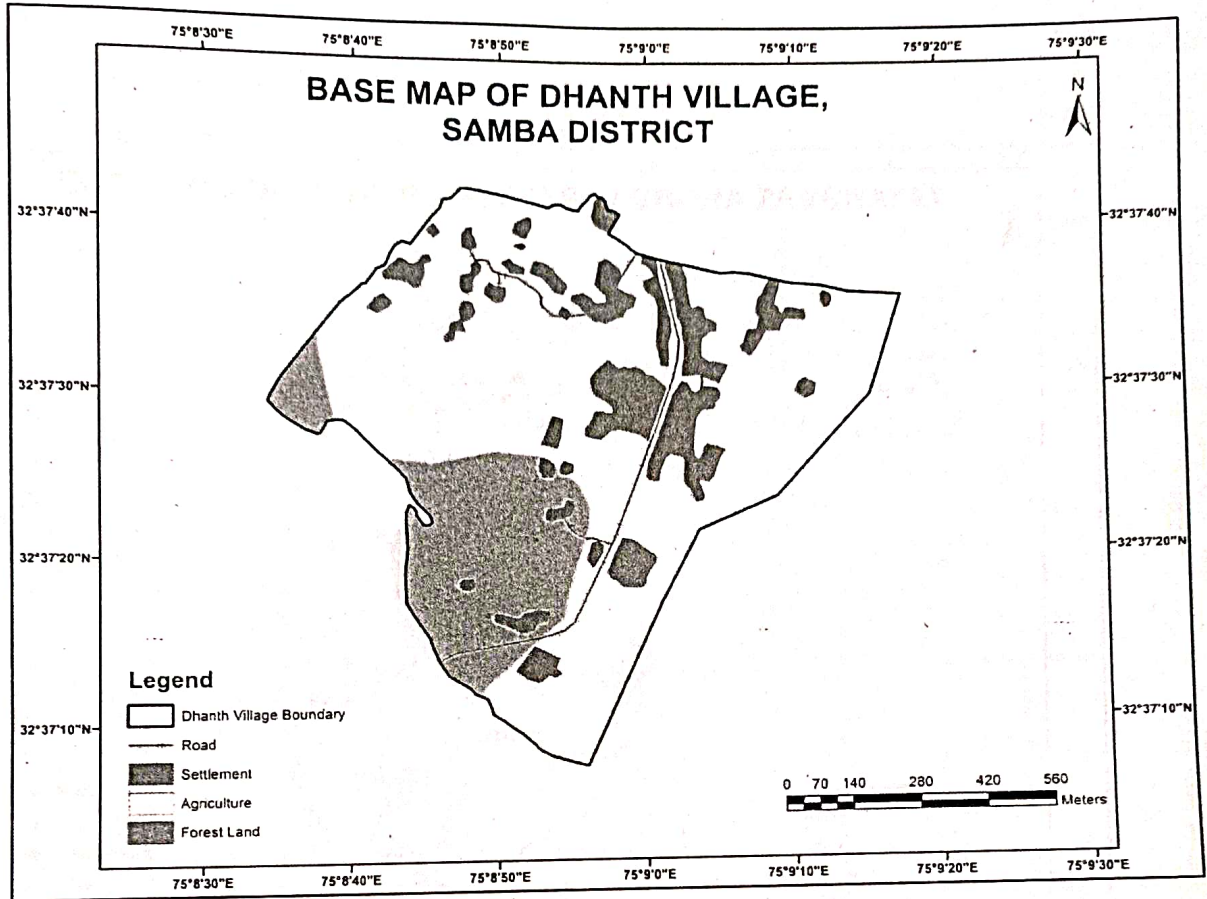 75°8'30"E 75°8'40"E 75°8'50"E 75°9'0"E 75°9'10"E 75°9'20"E 75°9'30"E
BASE MAP OF DHANTH VILLAGE,
SAMBA DISTRICT
N
32°37'40"N 32°37'40"N
32°37'30"N 32°37'30"N
32°37'20"N 32°37'20"N
32°37'10"N 32°37'10"N
Legend
Dhanth Village Boundary
Road
Settlement
Agriculture
Forest Land
0 70 140 280 420 560
Meters
75°8'30"E 75°8'40"E 75°8'50"E 75°9'0"E 75°9'10"E 75°9'20"E 75°9'30"E